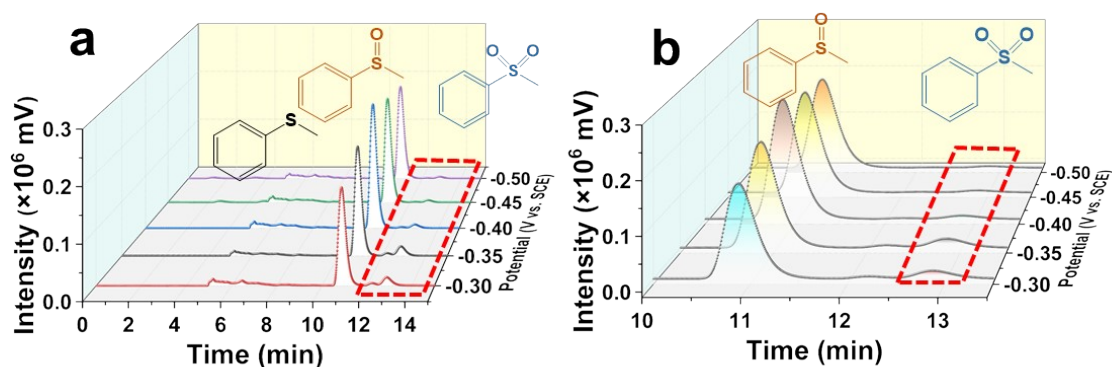 a
O
S
O O
S
S
Intensity (×10⁶ mV)
0.3
0.2
0.1
0.0
0 2 4 6 8 10 12 14
Time (min)
-0.50
-0.45
-0.40
-0.35
-0.30
Potential (V vs. SCE)
b
O
S
O O
S
Intensity (×10⁶ mV)
0.3
0.2
0.1
0.0
10 11 12 13
Time (min)
-0.50
-0.45
-0.40
-0.35
-0.30
Potential (V vs. SCE)